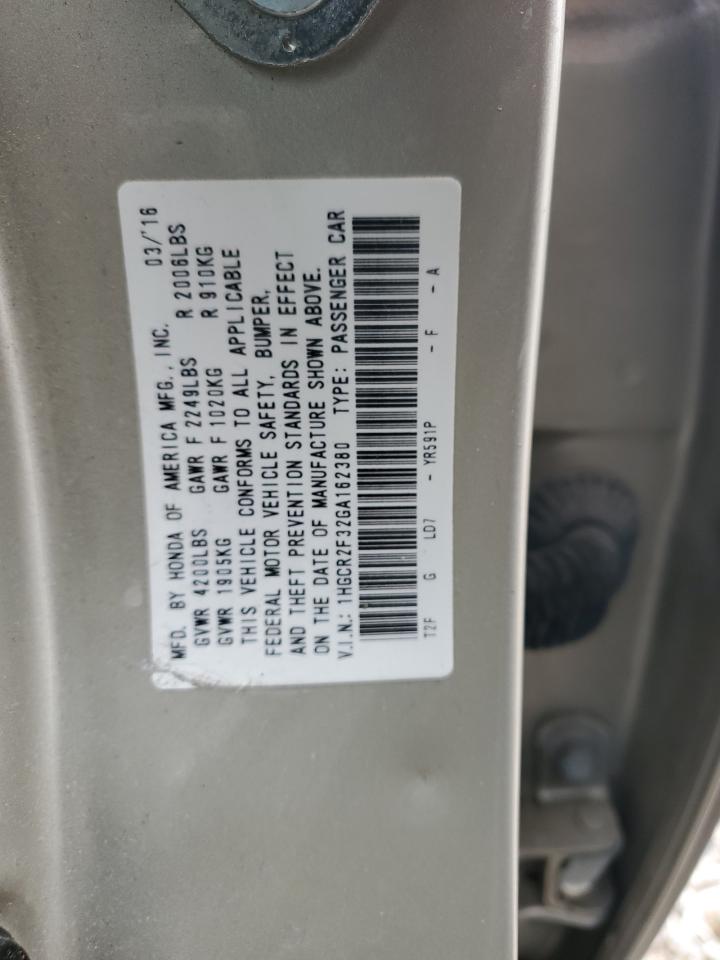 MFD. BY HONDA OF AMERICA MFG., INC. 03/'16
GVWR 4200LBS GAWR F 2249LBS R 2006LBS
GVWR 1905KG GAWR F 1020KG R 910KG
THIS VEHICLE CONFORMS TO ALL APPLICABLE
FEDERAL MOTOR VEHICLE SAFETY, BUMPER,
AND THEFT PREVENTION STANDARDS IN EFFECT
ON THE DATE OF MANUFACTURE SHOWN ABOVE.
V.I.N.: 1HGCR2F32GA162380 TYPE: PASSENGER CAR
T2F G LD7 - YR591P - F - A